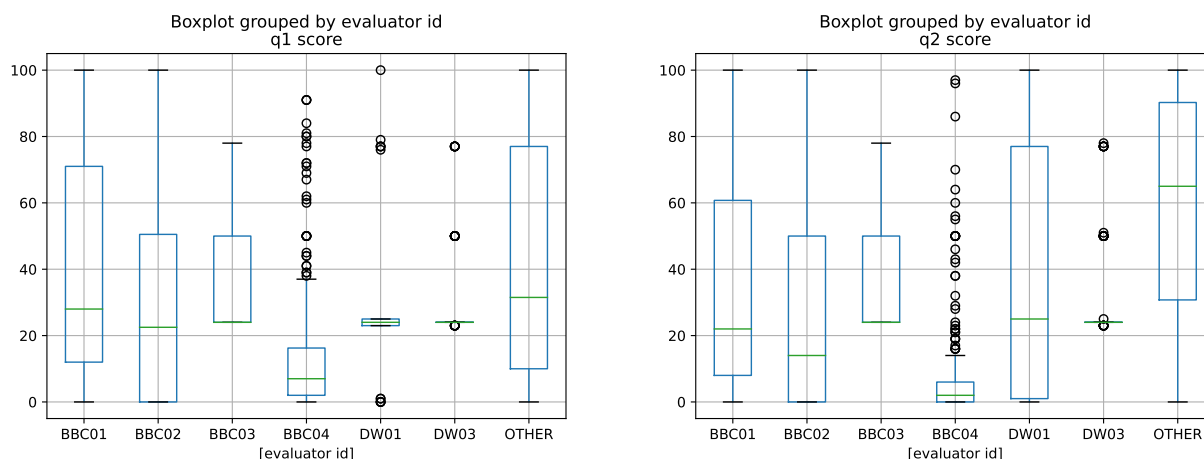 Boxplot grouped by evaluator id
q1 score
100
80
60
40
20
0
BBC01 BBC02 BBC03 BBC04 DW01 DW03 OTHER
[evaluator id]
Boxplot grouped by evaluator id
q2 score
100
80
60
40
20
0
BBC01 BBC02 BBC03 BBC04 DW01 DW03 OTHER
[evaluator id]